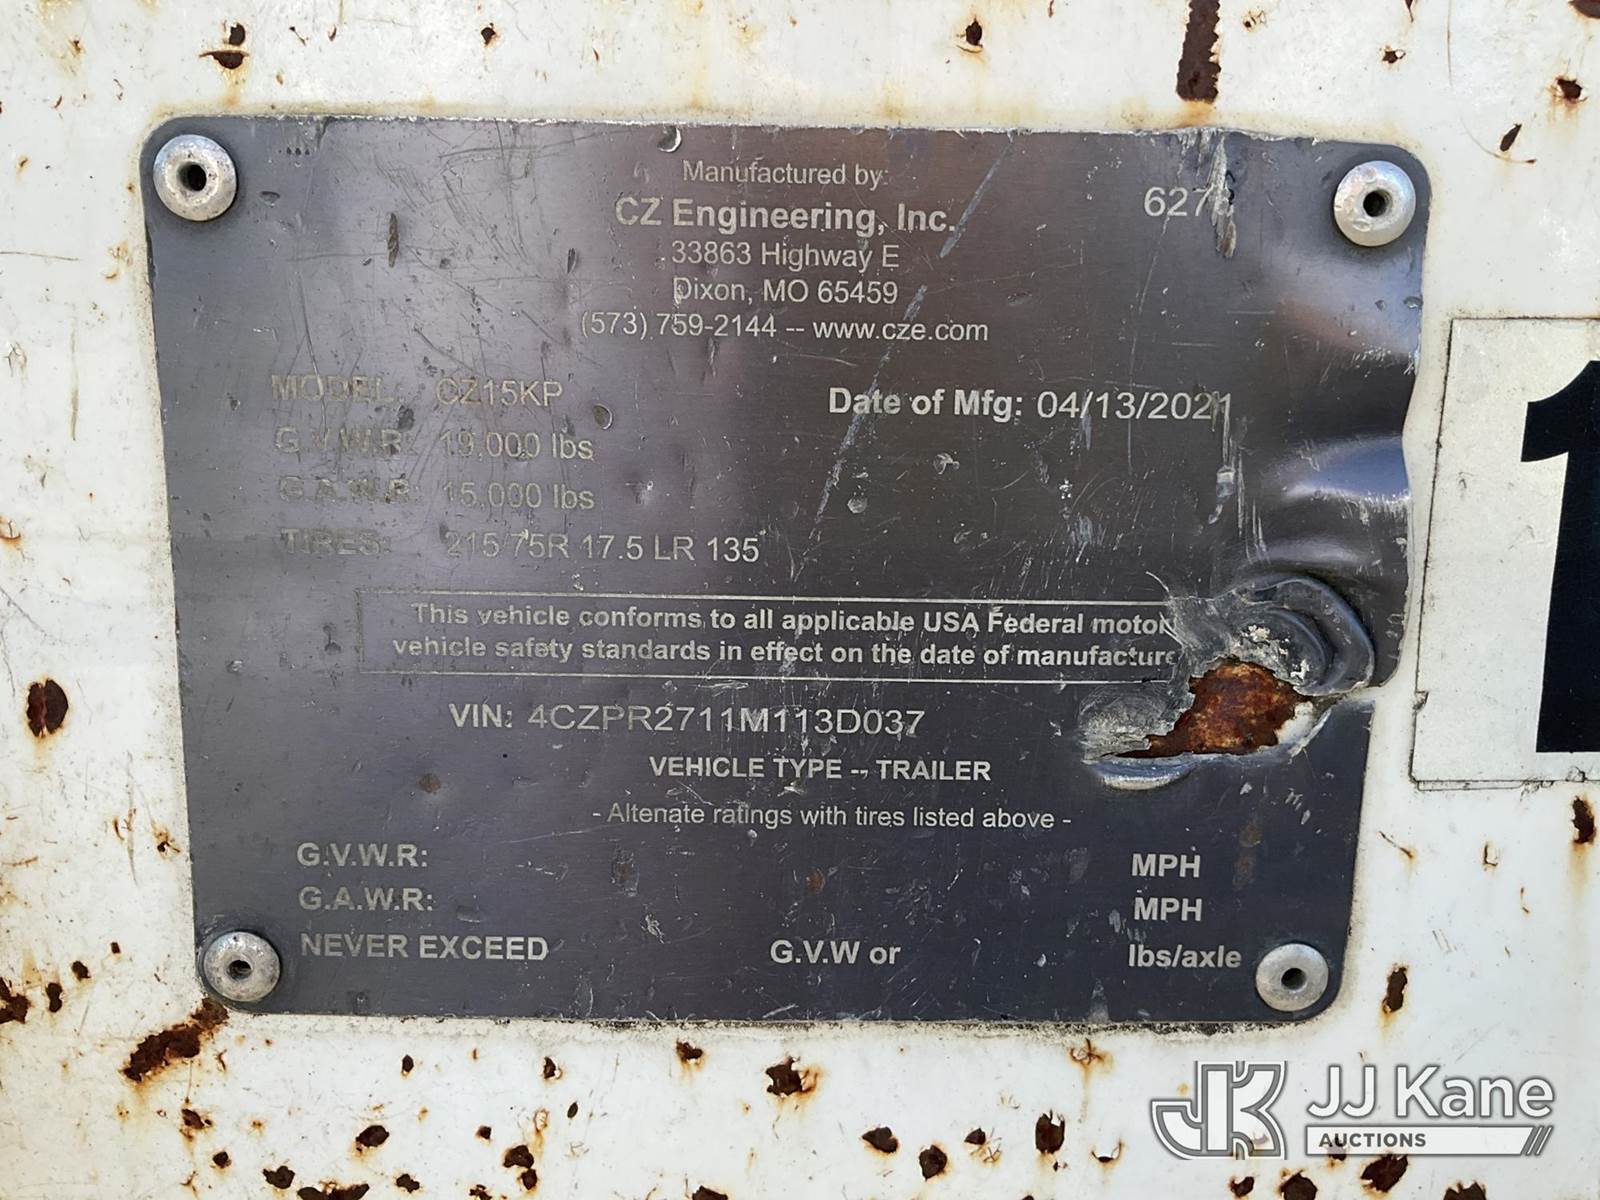 Manufactured by:
CZ Engineering, Inc.
33863 Highway E
Dixon, MO 65459
(573) 759-2144 -- www.cze.com
MODEL: CZ15KP
Date of Mfg: 04/13/2021
G.V.W.R: 19,000 lbs
G.A.W.R: 15,000 lbs
TIRES: 215/75R 17.5 LR 135
This vehicle conforms to all applicable USA Federal motor
vehicle safety standards in effect on the date of manufacture
VIN: 4CZPR2711M113D037
VEHICLE TYPE -- TRAILER
- Altenate ratings with tires listed above -
G.V.W.R: MPH
G.A.W.R: MPH
NEVER EXCEED G.V.W or lbs/axle
1
JJ Kane
AUCTIONS